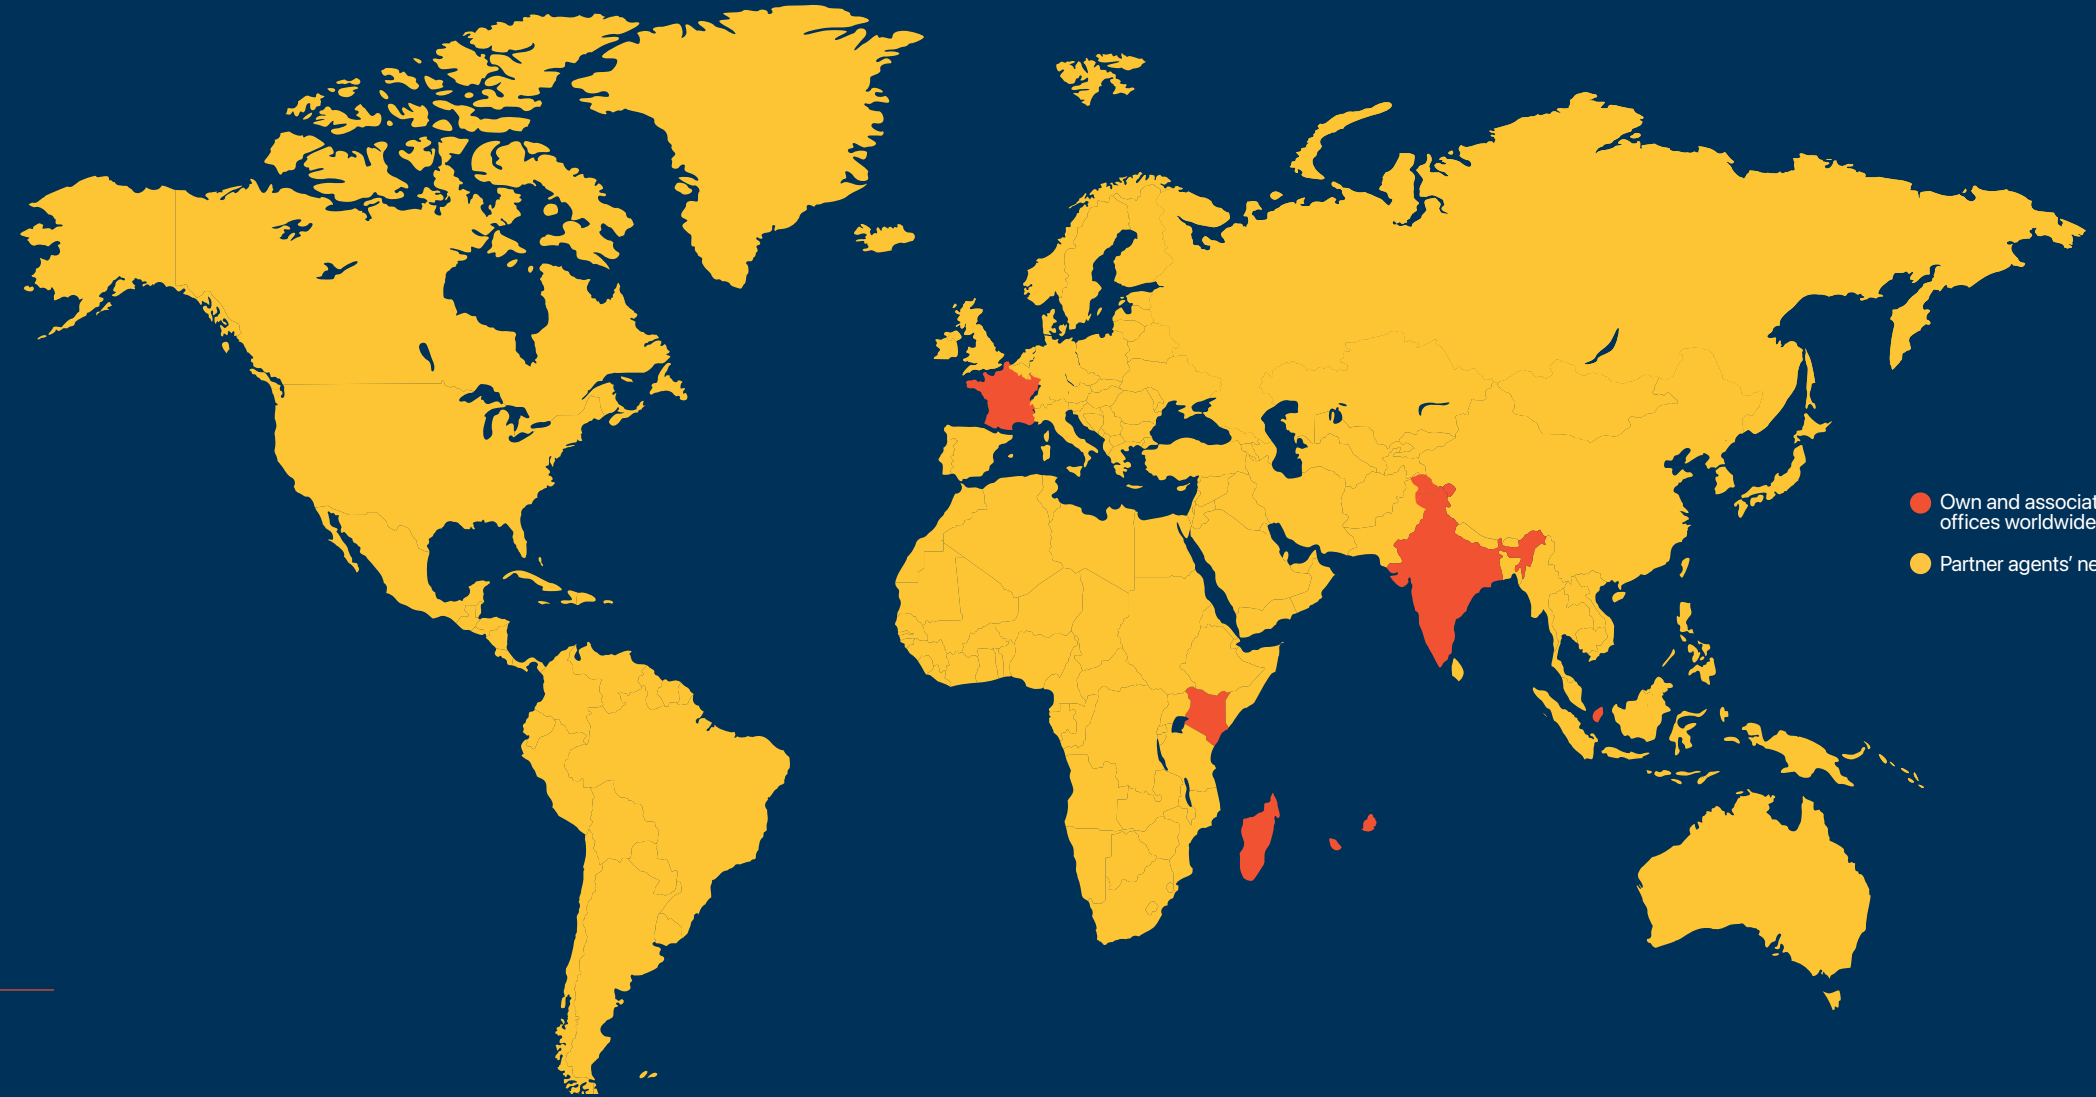 Own and associat
offices worldwide
Partner agents’ ne